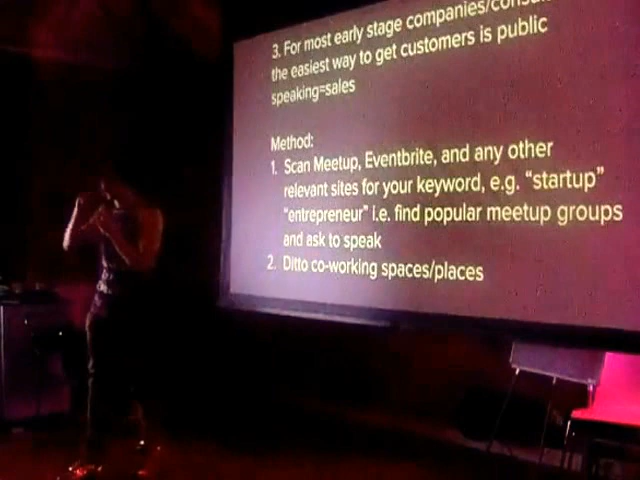 3. For most early stage companies/
the easiest way to get customers is public
speaking=sales
Method:
1. Scan Meetup, Eventbrite, and any other
relevant sites for your keyword, e.g. “startup”
“entrepreneur” i.e. find popular meetup groups
and ask to speak
2. Ditto co-working spaces/places